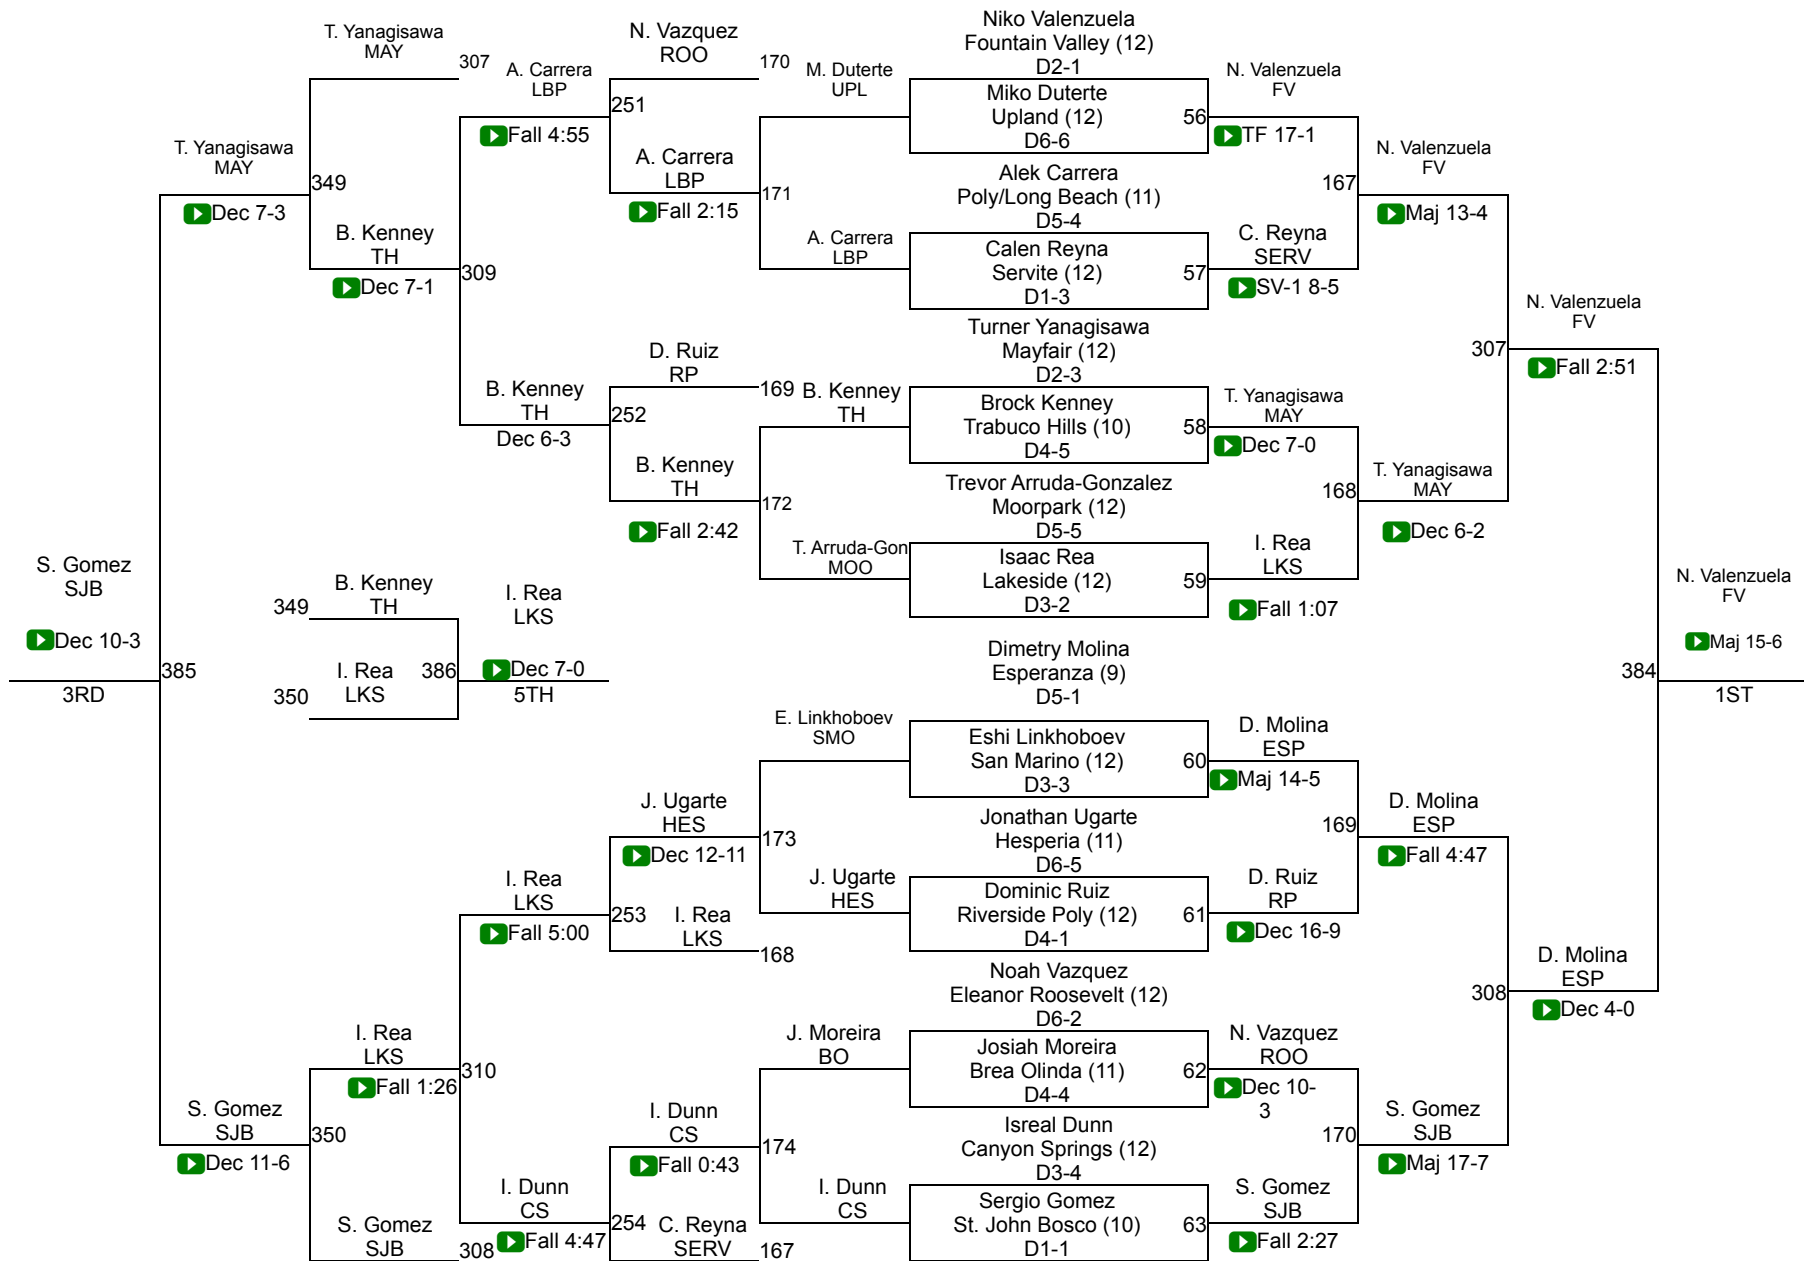 T. Yanagisawa
MAY
307
A. Carrera
LBP
N. Vazquez
ROO
170
M. Duterte
UPL
Niko Valenzuela
Fountain Valley (12)
D2-1
N. Valenzuela
FV
251
Fall 4:55
Miko Duterte
Upland (12)
D6-6
56
TF 17-1
T. Yanagisawa
MAY
349
Dec 7-3
A. Carrera
LBP
171
Fall 2:15
Alek Carrera
Poly/Long Beach (11)
D5-4
167
N. Valenzuela
FV
Maj 13-4
B. Kenney
TH
309
Dec 7-1
A. Carrera
LBP
Calen Reyna
Servite (12)
D1-3
57
C. Reyna
SERV
SV-1 8-5
N. Valenzuela
FV
307
Fall 2:51
Turner Yanagisawa
Mayfair (12)
D2-3
D. Ruiz
RP
169
B. Kenney
TH
B. Kenney
TH
252
Dec 6-3
Brock Kenney
Trabuco Hills (10)
D4-5
58
T. Yanagisawa
MAY
Dec 7-0
B. Kenney
TH
172
Fall 2:42
Trevor Arruda-Gonzalez
Moorpark (12)
D5-5
168
T. Yanagisawa
MAY
Dec 6-2
T. Arruda-Gon
MOO
Isaac Rea
Lakeside (12)
D3-2
59
I. Rea
LKS
Fall 1:07
S. Gomez
SJB
Dec 10-3
3RD
385
349
B. Kenney
TH
I. Rea
LKS
350
I. Rea
LKS
386
Dec 7-0
5TH
N. Valenzuela
FV
Maj 15-6
384
1ST
Dimetry Molina
Esperanza (9)
D5-1
E. Linkhoboev
SMO
Eshi Linkhoboev
San Marino (12)
D3-3
60
D. Molina
ESP
Maj 14-5
J. Ugarte
HES
173
Dec 12-11
Jonathan Ugarte
Hesperia (11)
D6-5
169
D. Molina
ESP
Fall 4:47
I. Rea
LKS
253
Fall 5:00
I. Rea
LKS
168
J. Ugarte
HES
Dominic Ruiz
Riverside Poly (12)
D4-1
61
D. Ruiz
RP
Dec 16-9
Noah Vazquez
Eleanor Roosevelt (12)
D6-2
308
D. Molina
ESP
Dec 4-0
I. Rea
LKS
310
Fall 1:26
J. Moreira
BO
Josiah Moreira
Brea Olinda (11)
D4-4
62
N. Vazquez
ROO
Dec 10-
3
S. Gomez
SJB
350
Dec 11-6
I. Dunn
CS
174
Fall 0:43
Isreal Dunn
Canyon Springs (12)
D3-4
170
S. Gomez
SJB
Maj 17-7
S. Gomez
SJB
308
I. Dunn
CS
254
Fall 4:47
C. Reyna
SERV
167
I. Dunn
CS
Sergio Gomez
St. John Bosco (10)
D1-1
63
S. Gomez
SJB
Fall 2:27